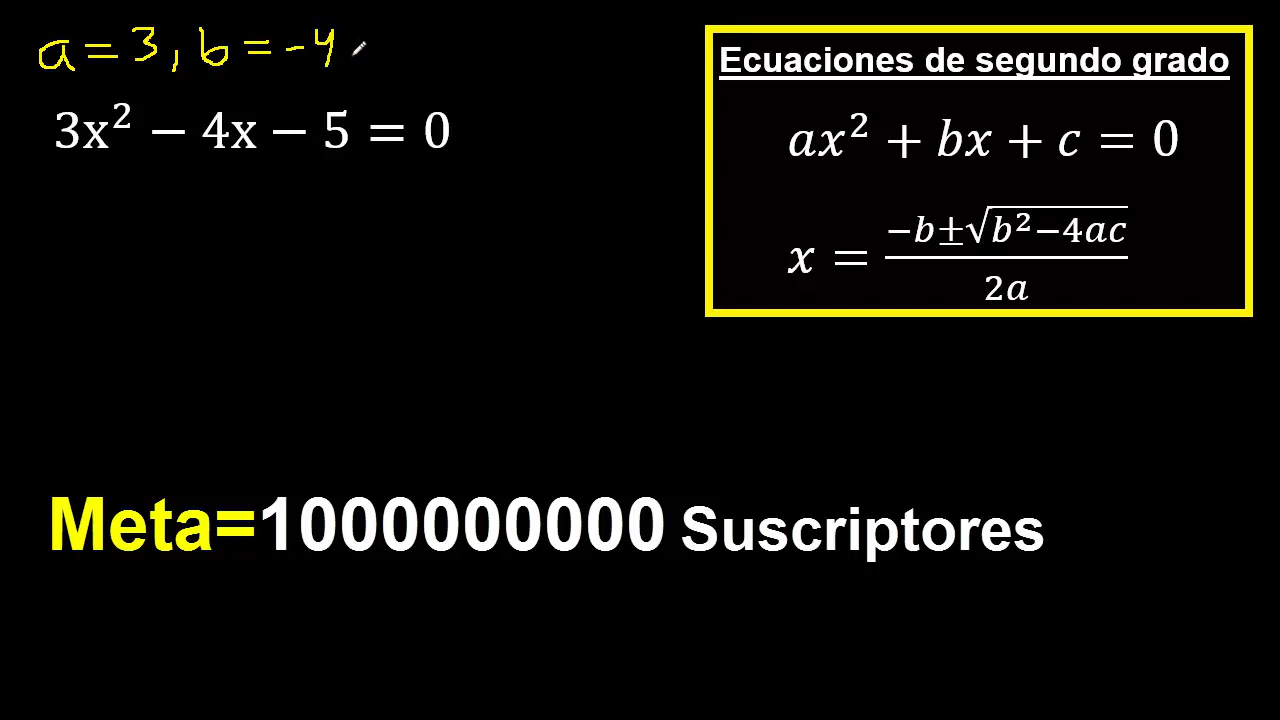 a = 3, b = -4
3x² − 4x − 5 = 0
Ecuaciones de segundo grado
ax² + bx + c = 0
x = (−b±√(b²−4ac))/(2a)
Meta=1000000000 Suscriptores